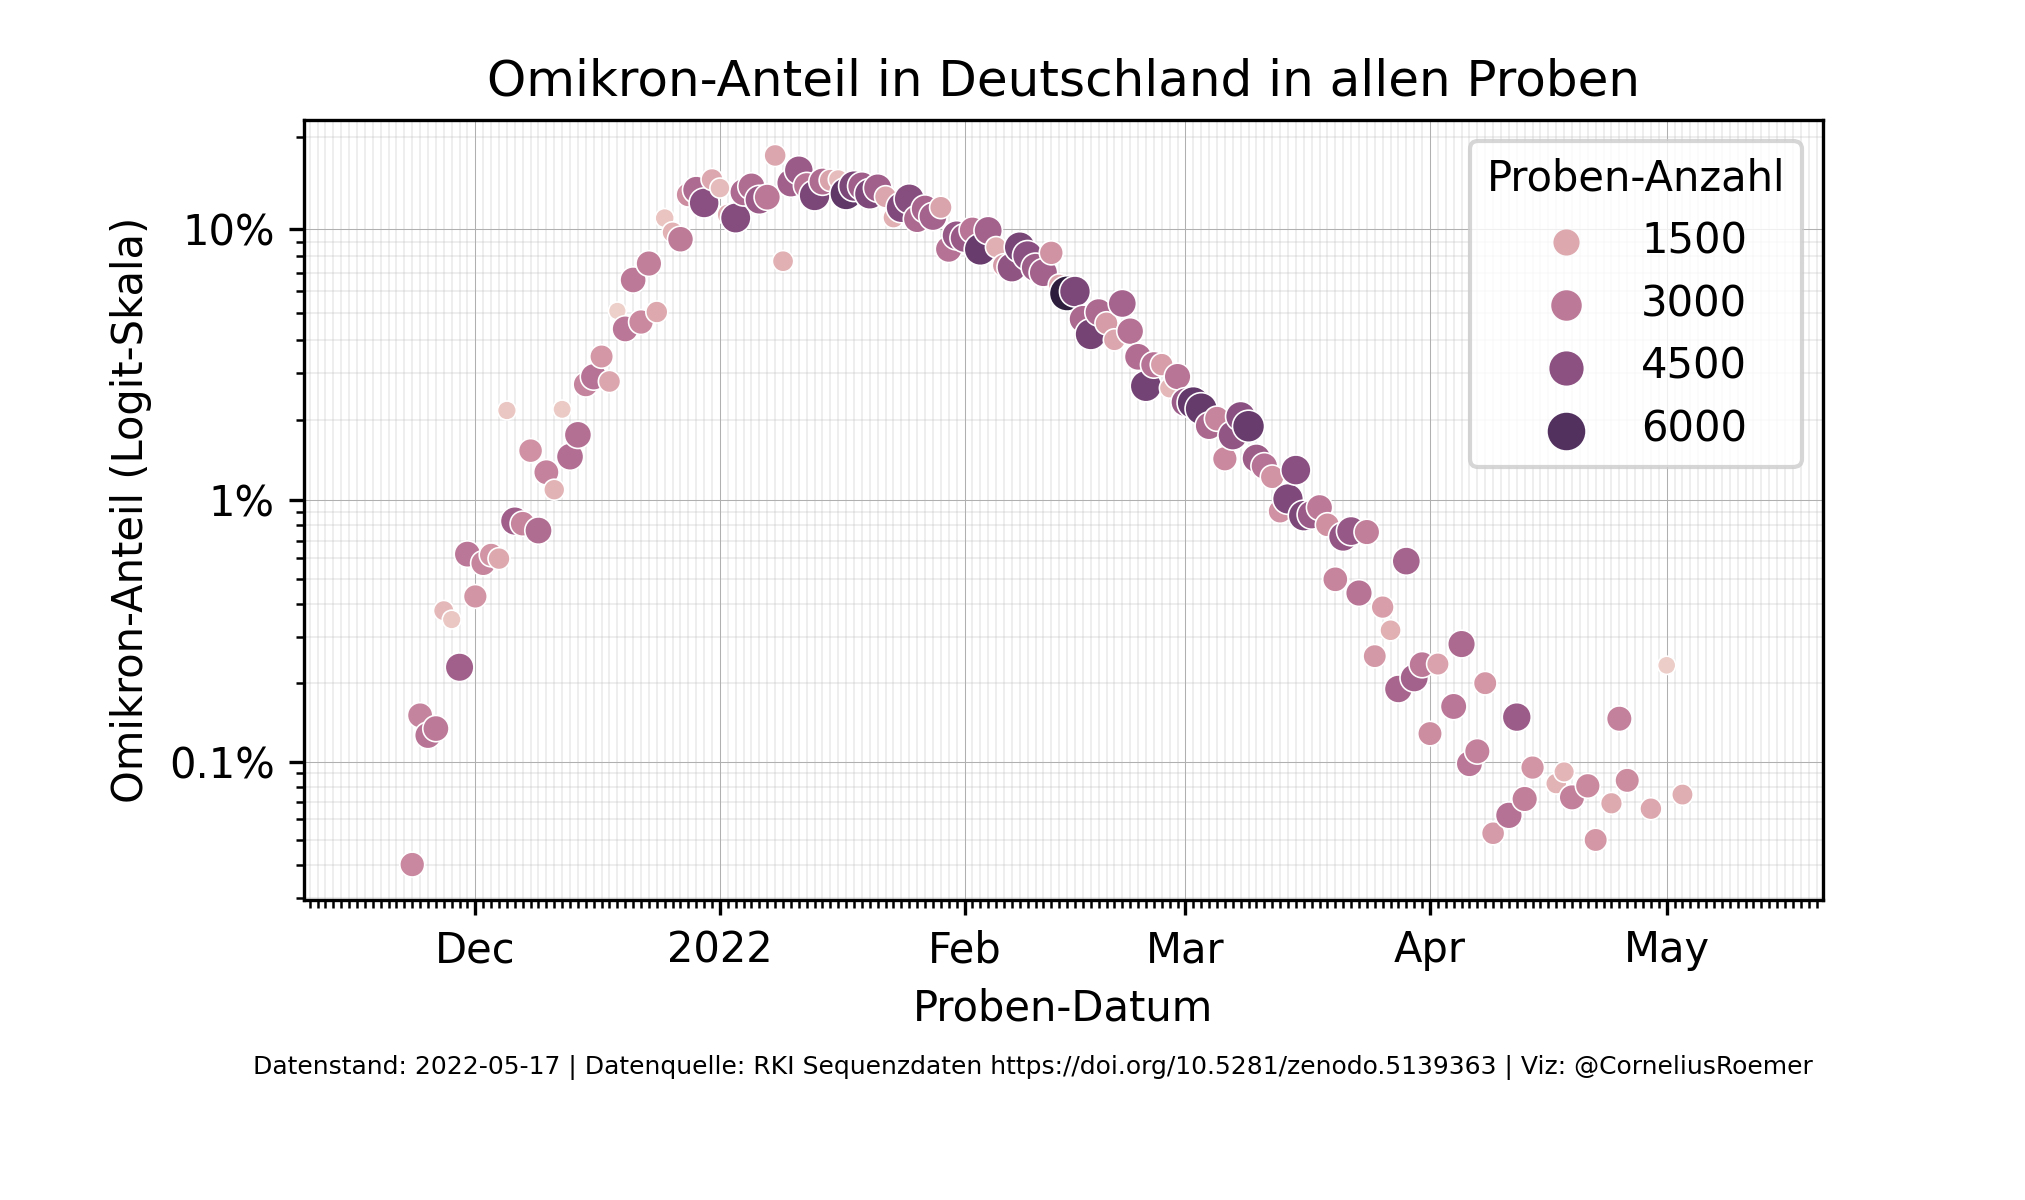 Omikron-Anteil in Deutschland in allen Proben
Omikron-Anteil (Logit-Skala)
10%
1%
0.1%
Proben-Anzahl
1500
3000
4500
6000
Dec
2022
Feb
Mar
Apr
May
Proben-Datum
Datenstand: 2022-05-17 | Datenquelle: RKI Sequenzdaten https://doi.org/10.5281/zenodo.5139363 | Viz: @CorneliusRoemer